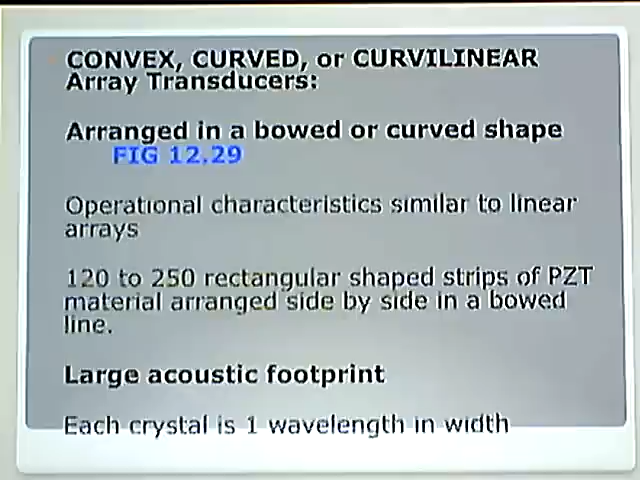 CONVEX, CURVED, or CURVILINEAR
Array Transducers:
Arranged in a bowed or curved shape
FIG 12.29
Operational characteristics similar to linear
arrays
120 to 250 rectangular shaped strips of PZT
material arranged side by side in a bowed
line.
Large acoustic footprint
Each crystal is 1 wavelength in width